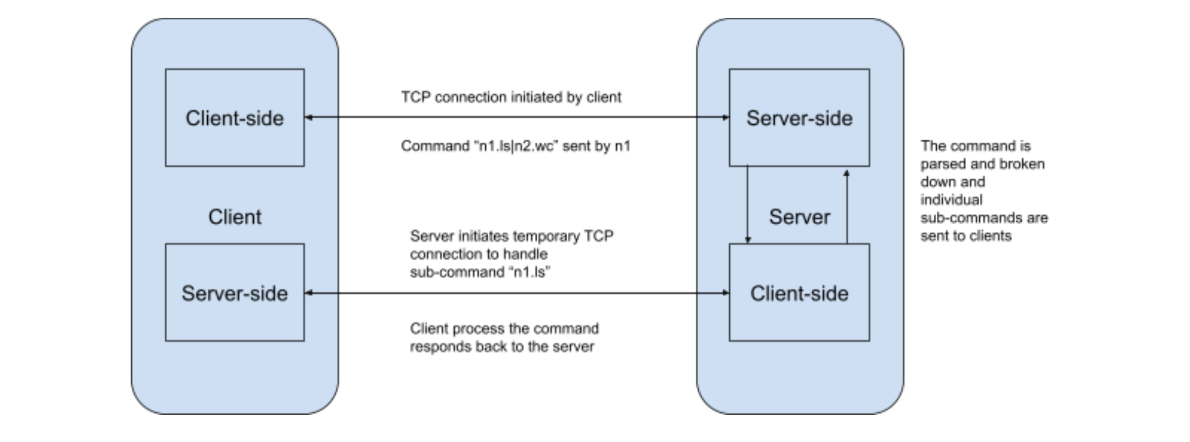 TCP connection initiated by client
Client-side
Server-side
Command “n1.ls|n2.wc” sent by n1
The command is
parsed and broken
down and
individual
sub-commands are
sent to clients
Client
Server
Server initiates temporary TCP
connection to handle
sub-command “n1.ls”
Server-side
Client-side
Client process the command
responds back to the server